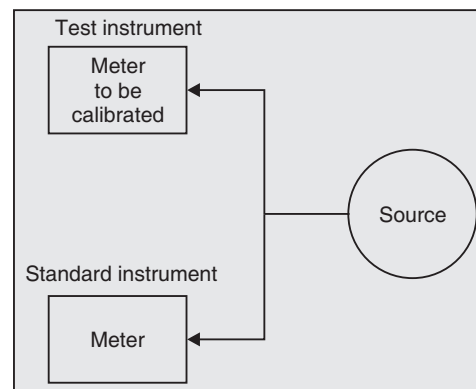 Test instrument
Meter
to be
calibrated
Source
Standard instrument
Meter